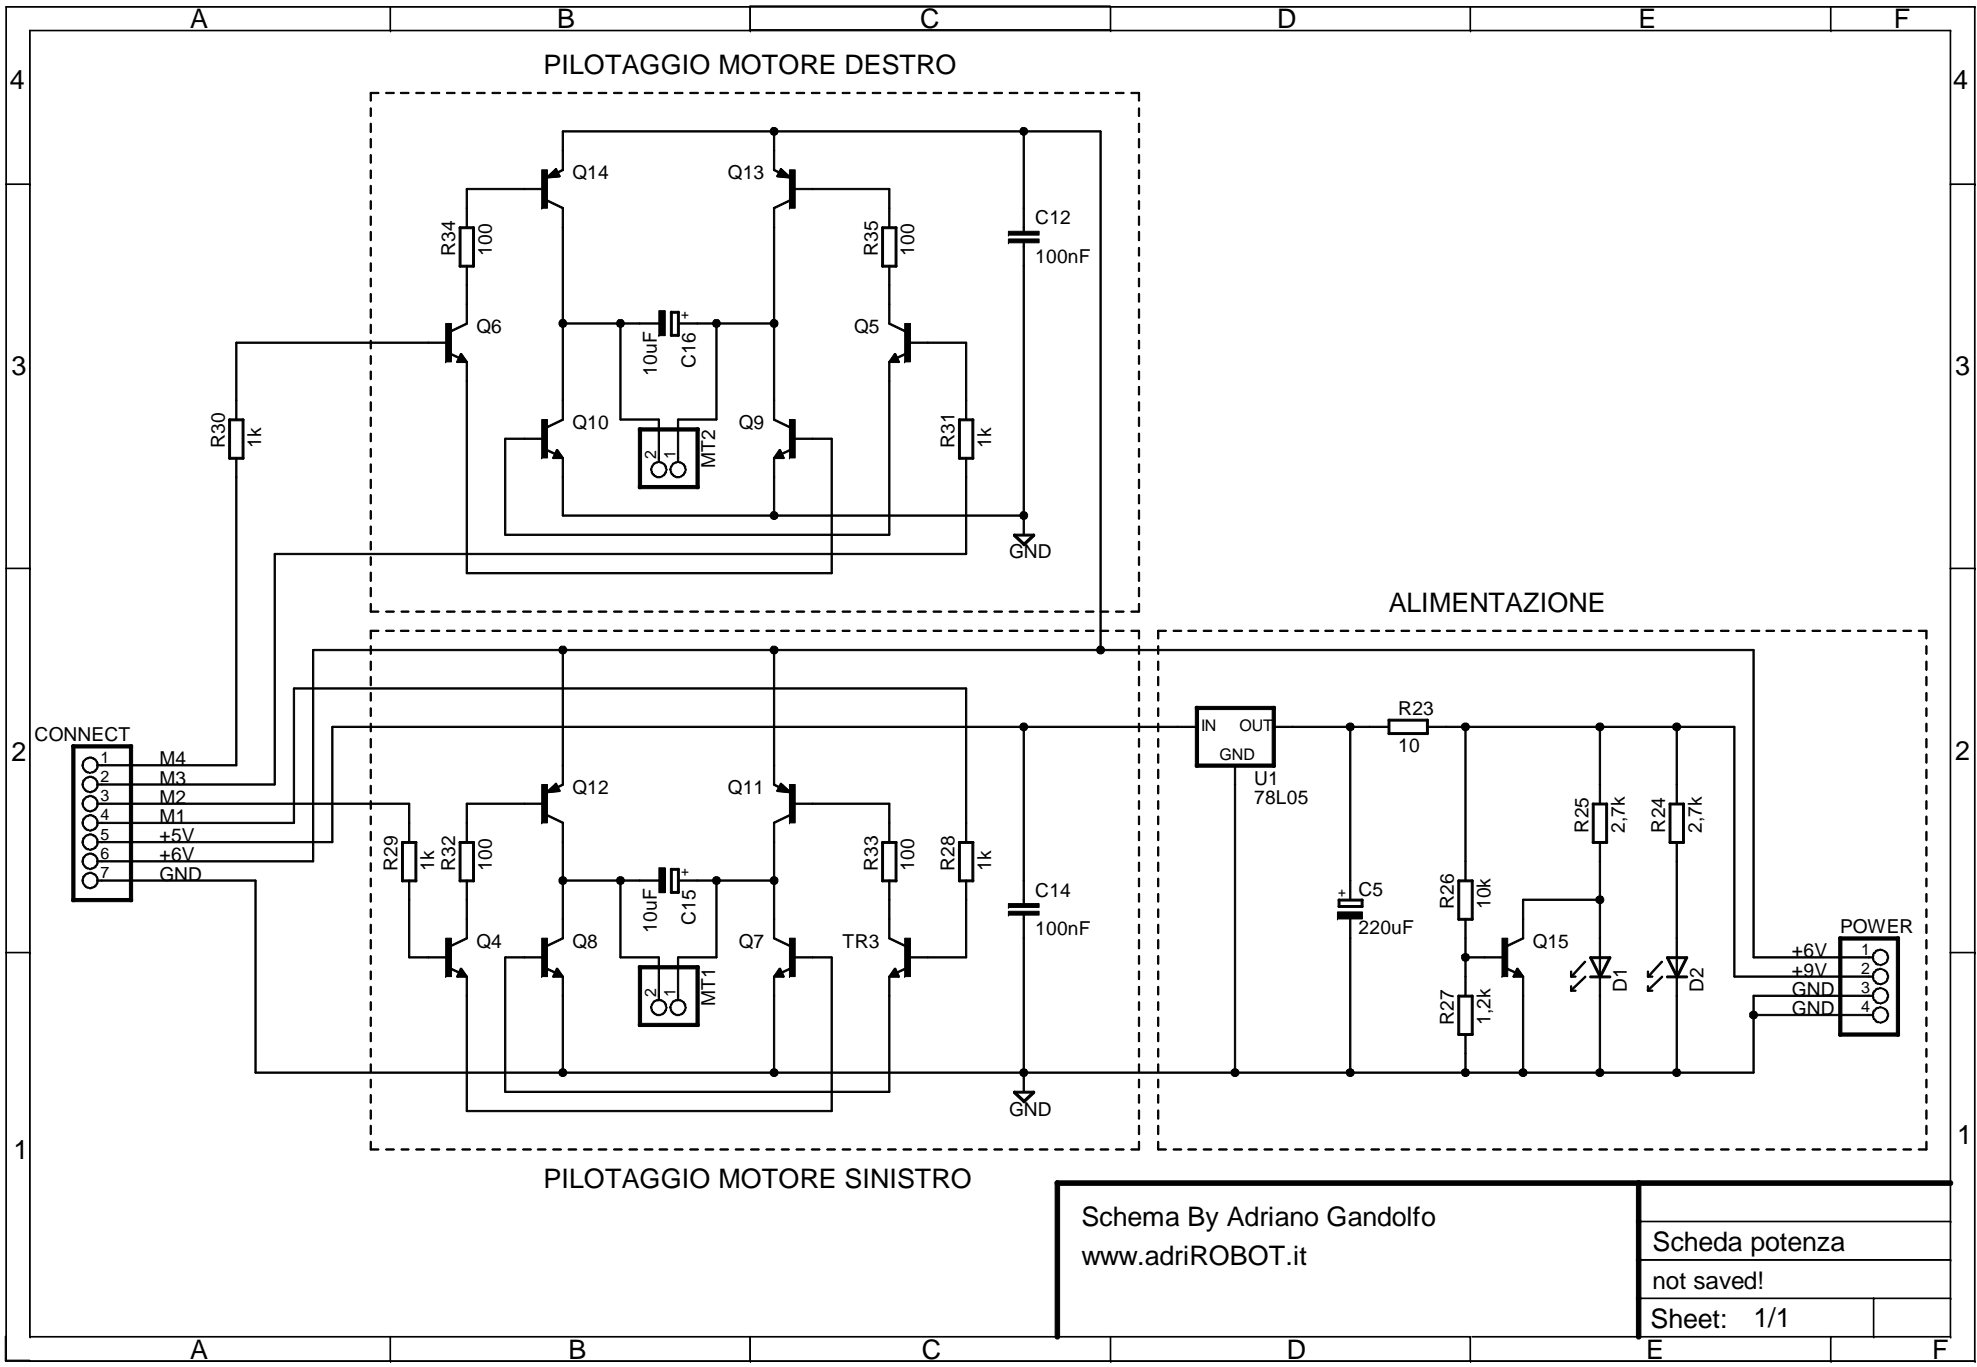 A B C D E F
4 4
PILOTAGGIO MOTORE DESTRO
Q14 Q13
R34 100
R35 100
C12
100nF
Q6 Q5
10uF C16 +
3 3
R30 1k
Q10 Q9
R31 1k
2 1 MT2
GND
ALIMENTAZIONE
CONNECT
1 M4
2 M3
3 M2
4 M1
5 +5V
6 +6V
7 GND
2 2
Q12 Q11
R29 1k
R32 100
R33 100
R28 1k
10uF C15 +
C14
100nF
Q4 Q8 Q7 TR3
2 1 MT1
GND
IN OUT
GND
U1
78L05
R23
10
R25 2,7k
R24 2,7k
R26 10k
+ C5
220uF
Q15
R27 1,2k
D1 D2
POWER
+6V 1
+9V 2
GND 3
GND 4
1 1
PILOTAGGIO MOTORE SINISTRO
Schema By Adriano Gandolfo
www.adriROBOT.it
Scheda potenza
not saved!
Sheet: 1/1
A B C D E F